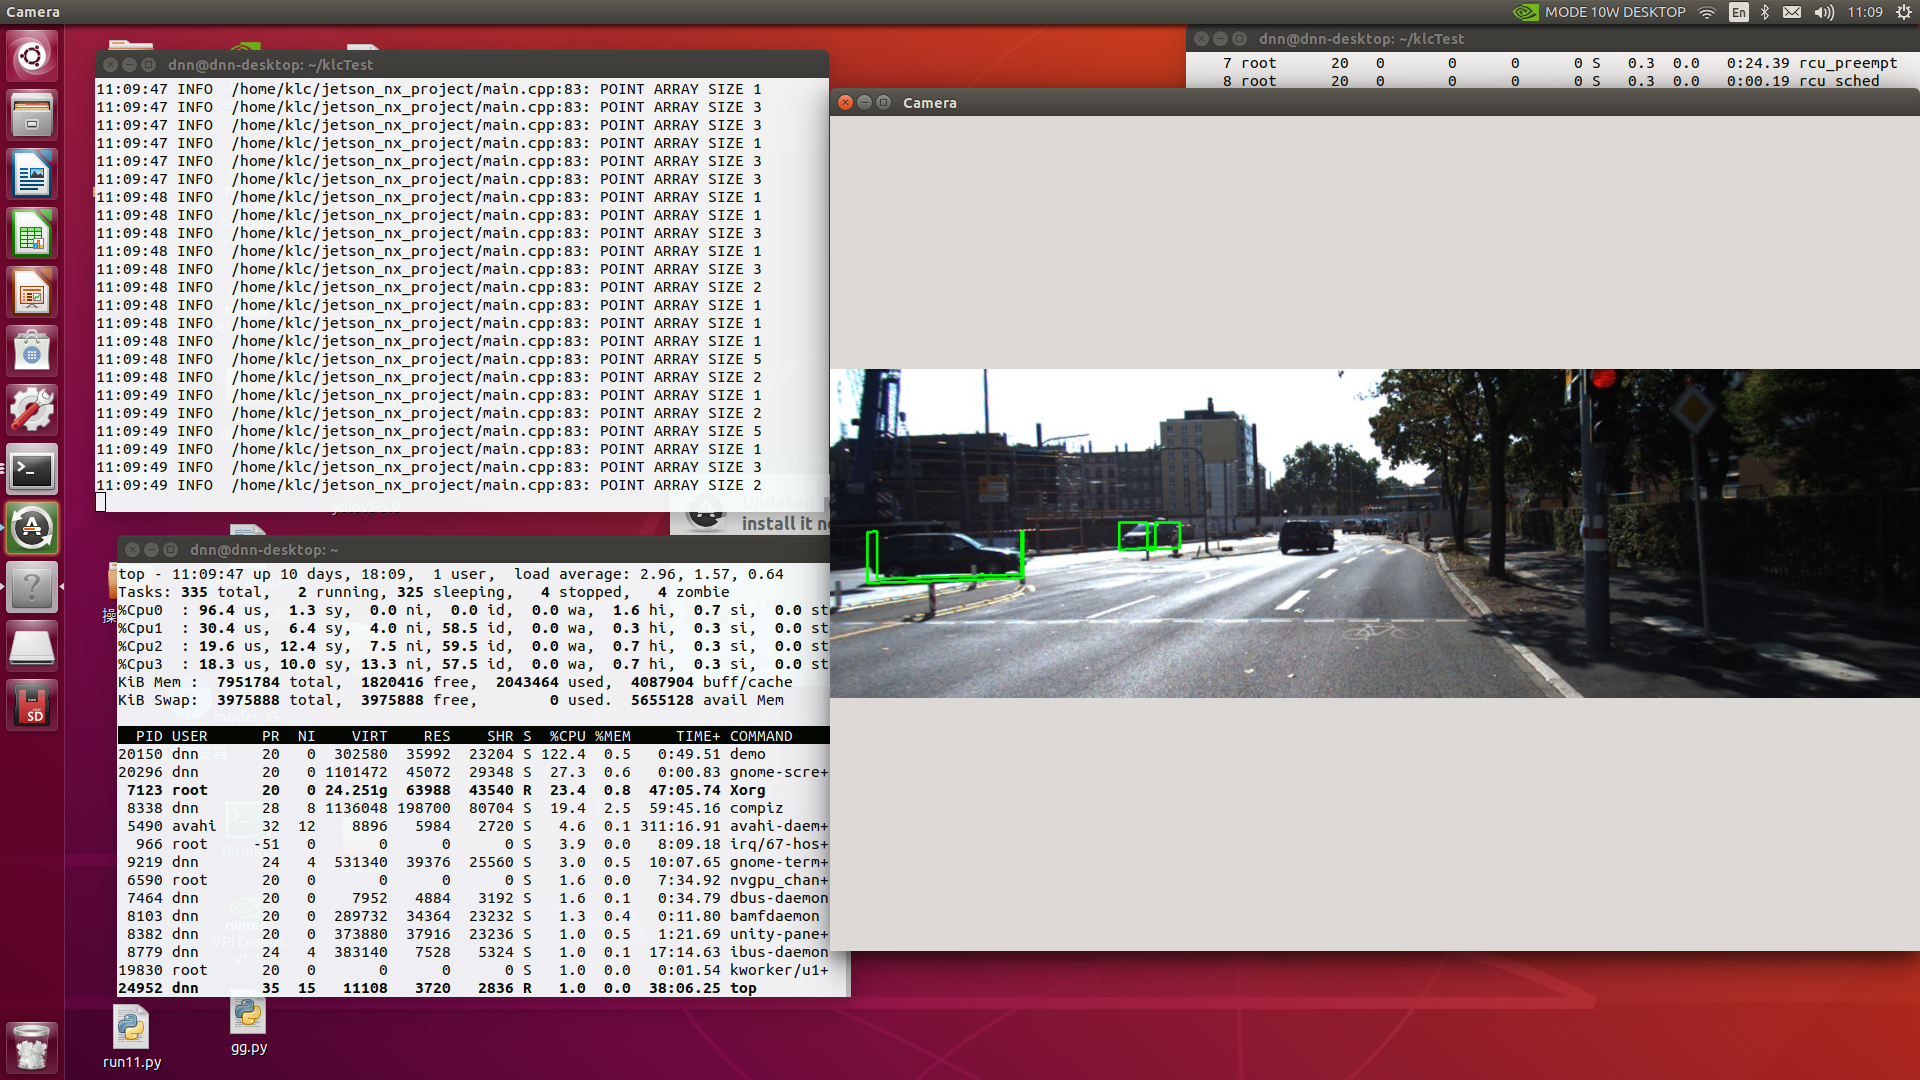 Camera
MODE 10W DESKTOP
En
11:09
dnn@dnn-desktop: ~/klcTest
11:09:47 INFO  /home/klc/jetson_nx_project/main.cpp:83: POINT ARRAY SIZE 1
11:09:47 INFO  /home/klc/jetson_nx_project/main.cpp:83: POINT ARRAY SIZE 3
11:09:47 INFO  /home/klc/jetson_nx_project/main.cpp:83: POINT ARRAY SIZE 3
11:09:47 INFO  /home/klc/jetson_nx_project/main.cpp:83: POINT ARRAY SIZE 1
11:09:47 INFO  /home/klc/jetson_nx_project/main.cpp:83: POINT ARRAY SIZE 3
11:09:47 INFO  /home/klc/jetson_nx_project/main.cpp:83: POINT ARRAY SIZE 3
11:09:48 INFO  /home/klc/jetson_nx_project/main.cpp:83: POINT ARRAY SIZE 1
11:09:48 INFO  /home/klc/jetson_nx_project/main.cpp:83: POINT ARRAY SIZE 1
11:09:48 INFO  /home/klc/jetson_nx_project/main.cpp:83: POINT ARRAY SIZE 3
11:09:48 INFO  /home/klc/jetson_nx_project/main.cpp:83: POINT ARRAY SIZE 1
11:09:48 INFO  /home/klc/jetson_nx_project/main.cpp:83: POINT ARRAY SIZE 3
11:09:48 INFO  /home/klc/jetson_nx_project/main.cpp:83: POINT ARRAY SIZE 2
11:09:48 INFO  /home/klc/jetson_nx_project/main.cpp:83: POINT ARRAY SIZE 1
11:09:48 INFO  /home/klc/jetson_nx_project/main.cpp:83: POINT ARRAY SIZE 1
11:09:48 INFO  /home/klc/jetson_nx_project/main.cpp:83: POINT ARRAY SIZE 1
11:09:48 INFO  /home/klc/jetson_nx_project/main.cpp:83: POINT ARRAY SIZE 5
11:09:48 INFO  /home/klc/jetson_nx_project/main.cpp:83: POINT ARRAY SIZE 2
11:09:49 INFO  /home/klc/jetson_nx_project/main.cpp:83: POINT ARRAY SIZE 1
11:09:49 INFO  /home/klc/jetson_nx_project/main.cpp:83: POINT ARRAY SIZE 2
11:09:49 INFO  /home/klc/jetson_nx_project/main.cpp:83: POINT ARRAY SIZE 5
11:09:49 INFO  /home/klc/jetson_nx_project/main.cpp:83: POINT ARRAY SIZE 1
11:09:49 INFO  /home/klc/jetson_nx_project/main.cpp:83: POINT ARRAY SIZE 3
11:09:49 INFO  /home/klc/jetson_nx_project/main.cpp:83: POINT ARRAY SIZE 2
install it
dnn@dnn-desktop: ~/klcTest
7 root 20 0 0 0 0 S 0.3 0.0 0:24.39 rcu_preempt
8 root 20 0 0 0 0 S 0.3 0.0 0:00.19 rcu_sched
Camera
dnn@dnn-desktop: ~
top - 11:09:47 up 10 days, 18:09,  1 user,  load average: 2.96, 1.57, 0.64
Tasks: 335 total,   2 running, 325 sleeping,   4 stopped,   4 zombie
%Cpu0  : 96.4 us,  1.3 sy,  0.0 ni,  0.0 id,  0.0 wa,  1.6 hi,  0.7 si,  0.0 st
%Cpu1  : 30.4 us,  6.4 sy,  4.0 ni, 58.5 id,  0.0 wa,  0.3 hi,  0.3 si,  0.0 st
%Cpu2  : 19.6 us, 12.4 sy,  7.5 ni, 59.5 id,  0.0 wa,  0.7 hi,  0.3 si,  0.0 st
%Cpu3  : 18.3 us, 10.0 sy, 13.3 ni, 57.5 id,  0.0 wa,  0.7 hi,  0.3 si,  0.0 st
KiB Mem :  7951784 total,  1820416 free,  2043464 used,  4087904 buff/cache
KiB Swap:  3975888 total,  3975888 free,        0 used.  5655128 avail Mem
PID USER PR NI VIRT RES SHR S %CPU %MEM TIME+ COMMAND
20150 dnn 20 0 302580 35992 23204 S 122.4 0.5 0:49.51 demo
20296 dnn 20 0 1101472 45072 29348 S 27.3 0.6 0:00.83 gnome-scre+
7123 root 20 0 24.251g 63988 43540 R 23.4 0.8 47:05.74 Xorg
8338 dnn 28 8 1136048 198700 80704 S 19.4 2.5 59:45.16 compiz
5490 avahi 32 12 8896 5984 2720 S 4.6 0.1 311:16.91 avahi-daem+
966 root -51 0 0 0 0 S 3.9 0.0 8:09.18 irq/67-hos+
9219 dnn 24 4 531340 39376 25560 S 3.0 0.5 10:07.65 gnome-term+
6590 root 20 0 0 0 0 S 1.6 0.0 7:34.92 nvgpu_chan+
7464 dnn 20 0 7952 4884 3192 S 1.6 0.1 0:34.79 dbus-daemon
8103 dnn 20 0 289732 34364 23232 S 1.3 0.4 0:11.80 bamfdaemon
8382 dnn 20 0 373880 37916 23236 S 1.0 0.5 1:21.69 unity-pane+
8779 dnn 24 4 383140 7528 5324 S 1.0 0.1 17:14.63 ibus-daemon
19830 root 20 0 0 0 0 S 1.0 0.0 0:01.54 kworker/u1+
24952 dnn 35 15 11108 3720 2836 R 1.0 0.0 38:06.25 top
操
SD
run11.py
gg.py